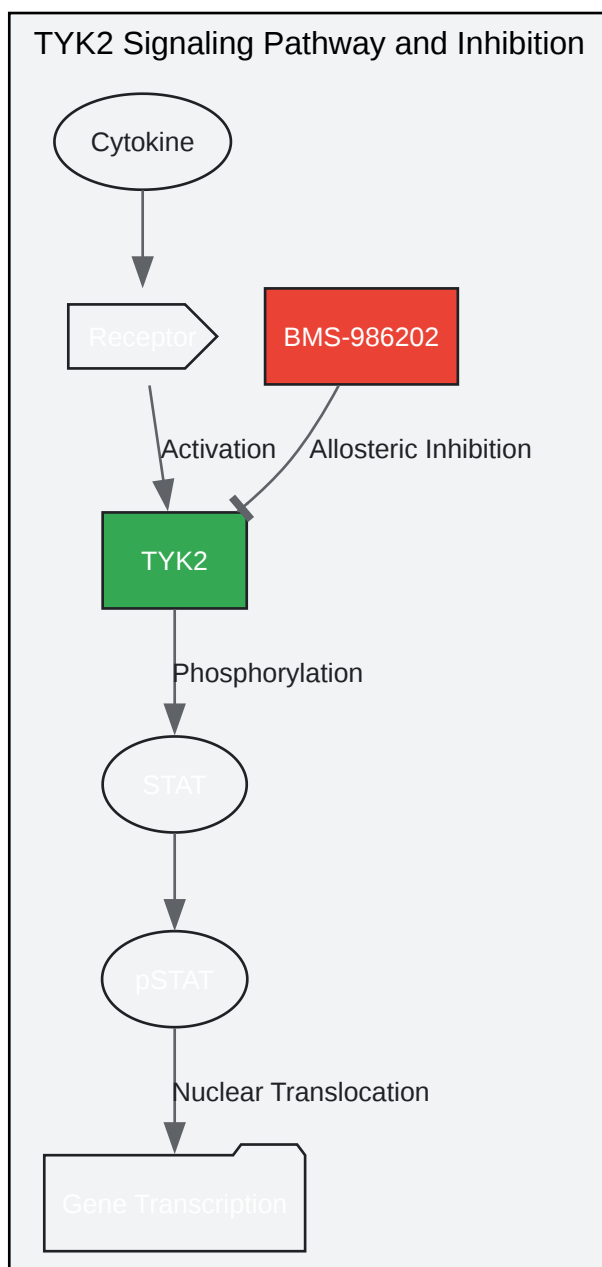 TYK2 Signaling Pathway and Inhibition
Cytokine
Receptor
BMS-986202
Activation
Allosteric Inhibition
TYK2
Phosphorylation
STAT
pSTAT
Nuclear Translocation
Gene Transcription